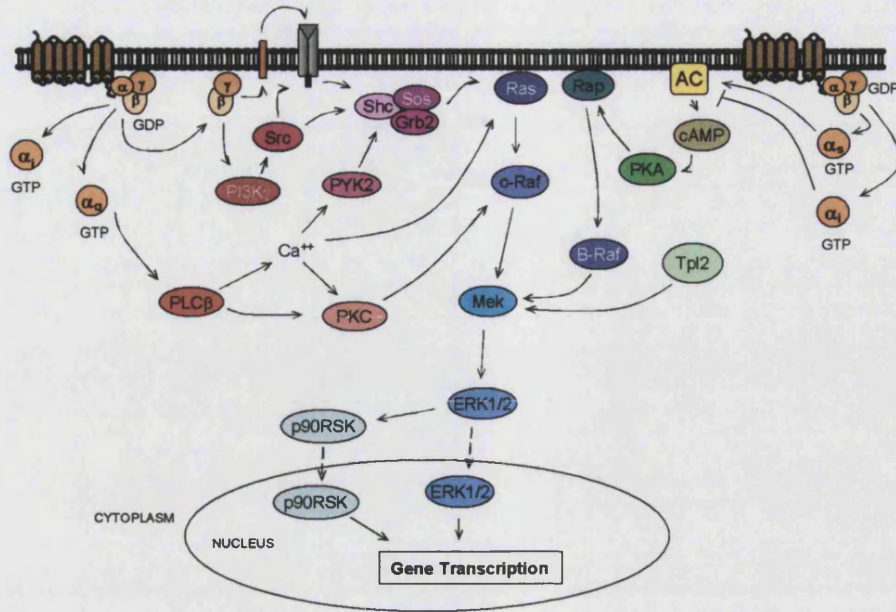 α γ
β
GDP
γ
β
Shc
Sos
Grb2
Ras
Rap
AC
α γ
β
GDP
αi
GTP
Src
cAMP
αs
GTP
PI3Kγ
PYK2
c-Raf
PKA
αq
GTP
αi
GTP
Ca++
B-Raf
Tpl2
PLCβ
PKC
Mek
ERK1/2
p90RSK
p90RSK
ERK1/2
CYTOPLASM
NUCLEUS
Gene Transcription